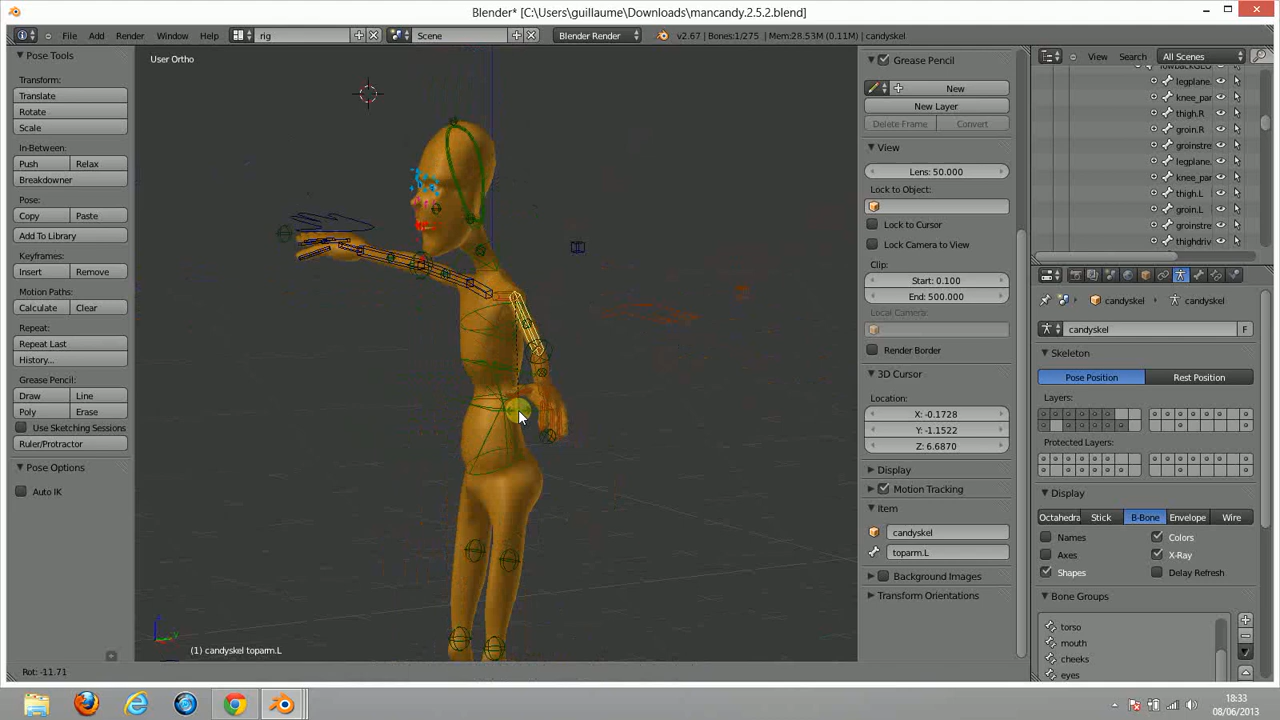 Blender* [C:\Users\guillaume\Downloads\mancandy.2.5.2.blend]
File Add Render Window Help rig Scene Blender Render v2.67 | Bones:1/275 | Mem:28.53M (0.11M) | candyskel
View Search All Scenes
Pose Tools
Transform:
Translate
Rotate
Scale
In-Between:
Push Relax
Breakdowner
Pose:
Copy Paste
Add To Library
Keyframes:
Insert Remove
Motion Paths:
Calculate Clear
Repeat:
Repeat Last
History...
Grease Pencil:
Draw Line
Poly Erase
Use Sketching Sessions
Ruler/Protractor
Pose Options
Auto IK
User Ortho
(1) candyskel toparm.L
Rot: -11.71
Grease Pencil
New
New Layer
Delete Frame Convert
View
Lens: 50.000
Lock to Object:
Lock to Cursor
Lock Camera to View
Clip:
Start: 0.100
End: 500.000
Local Camera:
Render Border
3D Cursor
Location:
X: -0.1728
Y: -1.1522
Z: 6.6870
Display
Motion Tracking
Item
candyskel
toparm.L
Background Images
Transform Orientations
legplane.
knee_par
thigh.R
groin.R
groinstre
legplane.
knee_par
thigh.L
groin.L
groinstre
thighdriv
candyskel candyskel
candyskel F
Skeleton
Pose Position Rest Position
Layers:
Protected Layers:
Display
Octahedra Stick B-Bone Envelope Wire
Names Colors
Axes X-Ray
Shapes Delay Refresh
Bone Groups
torso
mouth
cheeks
eyes
18:33
08/06/2013